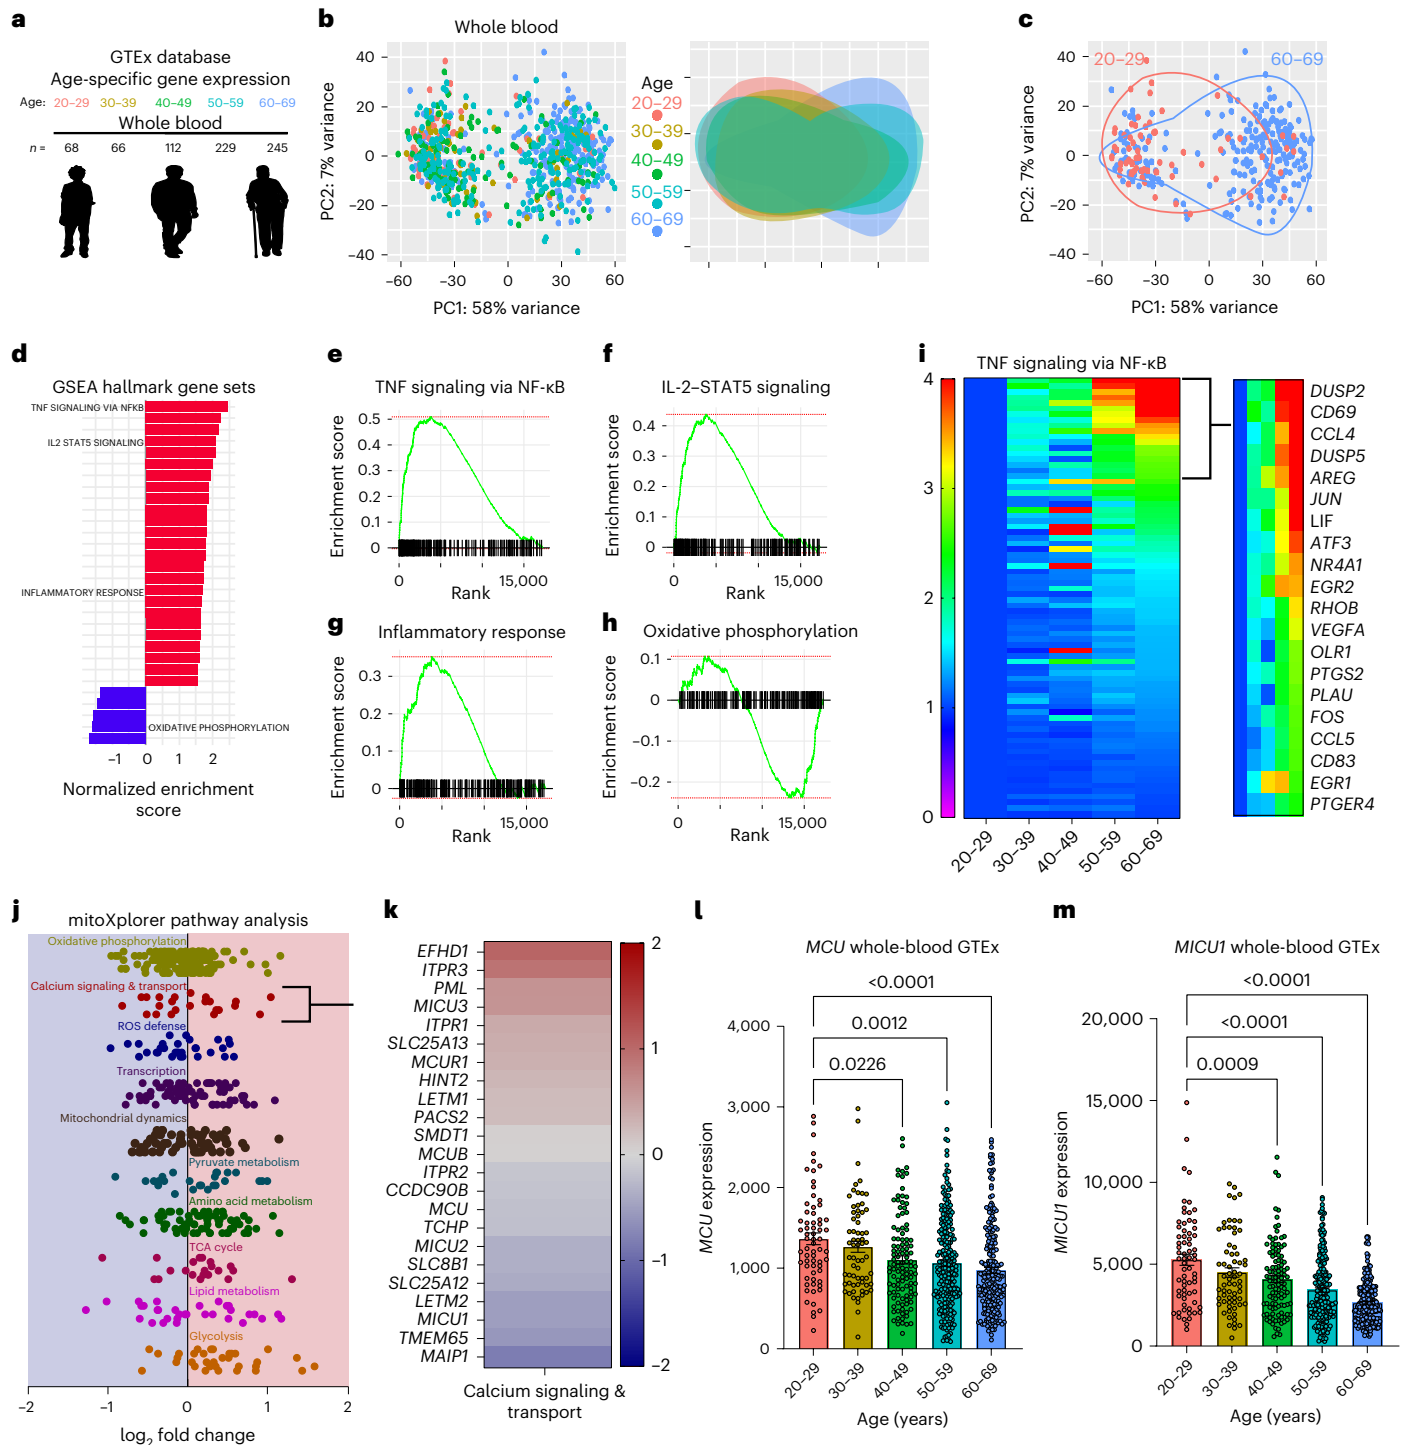 a
GTEx database
Age-specific gene expression
Age: 20–29 30–39 40–49 50–59 60–69
Whole blood
n = 68 66 112 229 245
b
Whole blood
PC2: 7% variance
40
20
0
−20
−40
−60 −30 0 30 60
PC1: 58% variance
Age
20–29
30–39
40–49
50–59
60–69
c
20–29
60–69
PC2: 7% variance
40
20
0
−20
−40
−60 −30 0 30 60
PC1: 58% variance
d
GSEA hallmark gene sets
TNF SIGNALING VIA NFKB
IL2 STAT5 SIGNALING
INFLAMMATORY RESPONSE
OXIDATIVE PHOSPHORYLATION
−1 0 1 2
Normalized enrichment
score
e
TNF signaling via NF-κB
Enrichment score
0.5
0.4
0.3
0.2
0.1
0
0 15,000
Rank
f
IL-2–STAT5 signaling
Enrichment score
0.4
0.3
0.2
0.1
0
0 15,000
Rank
g
Inflammatory response
Enrichment score
0.3
0.2
0.1
0
0 15,000
Rank
h
Oxidative phosphorylation
Enrichment score
0.1
0
−0.1
−0.2
0 15,000
Rank
i
TNF signaling via NF-κB
4
3
2
1
0
20–29
30–39
40–49
50–59
60–69
DUSP2
CD69
CCL4
DUSP5
AREG
JUN
LIF
ATF3
NR4A1
EGR2
RHOB
VEGFA
OLR1
PTGS2
PLAU
FOS
CCL5
CD83
EGR1
PTGER4
j
mitoXplorer pathway analysis
Oxidative phosphorylation
Calcium signaling & transport
ROS defense
Transcription
Mitochondrial dynamics
Pyruvate metabolism
Amino acid metabolism
TCA cycle
Lipid metabolism
Glycolysis
−2 −1 0 1 2
log2 fold change
k
EFHD1
ITPR3
PML
MICU3
ITPR1
SLC25A13
MCUR1
HINT2
LETM1
PACS2
SMDT1
MCUB
ITPR2
CCDC90B
MCU
TCHP
MICU2
SLC8B1
SLC25A12
LETM2
MICU1
TMEM65
MAIP1
2
1
0
−1
−2
Calcium signaling &
transport
l
MCU whole-blood GTEx
<0.0001
0.0012
0.0226
MCU expression
4,000
3,000
2,000
1,000
0
20–29
30–39
40–49
50–59
60–69
Age (years)
m
MICU1 whole-blood GTEx
<0.0001
<0.0001
0.0009
MICU1 expression
20,000
15,000
10,000
5,000
0
20–29
30–39
40–49
50–59
60–69
Age (years)